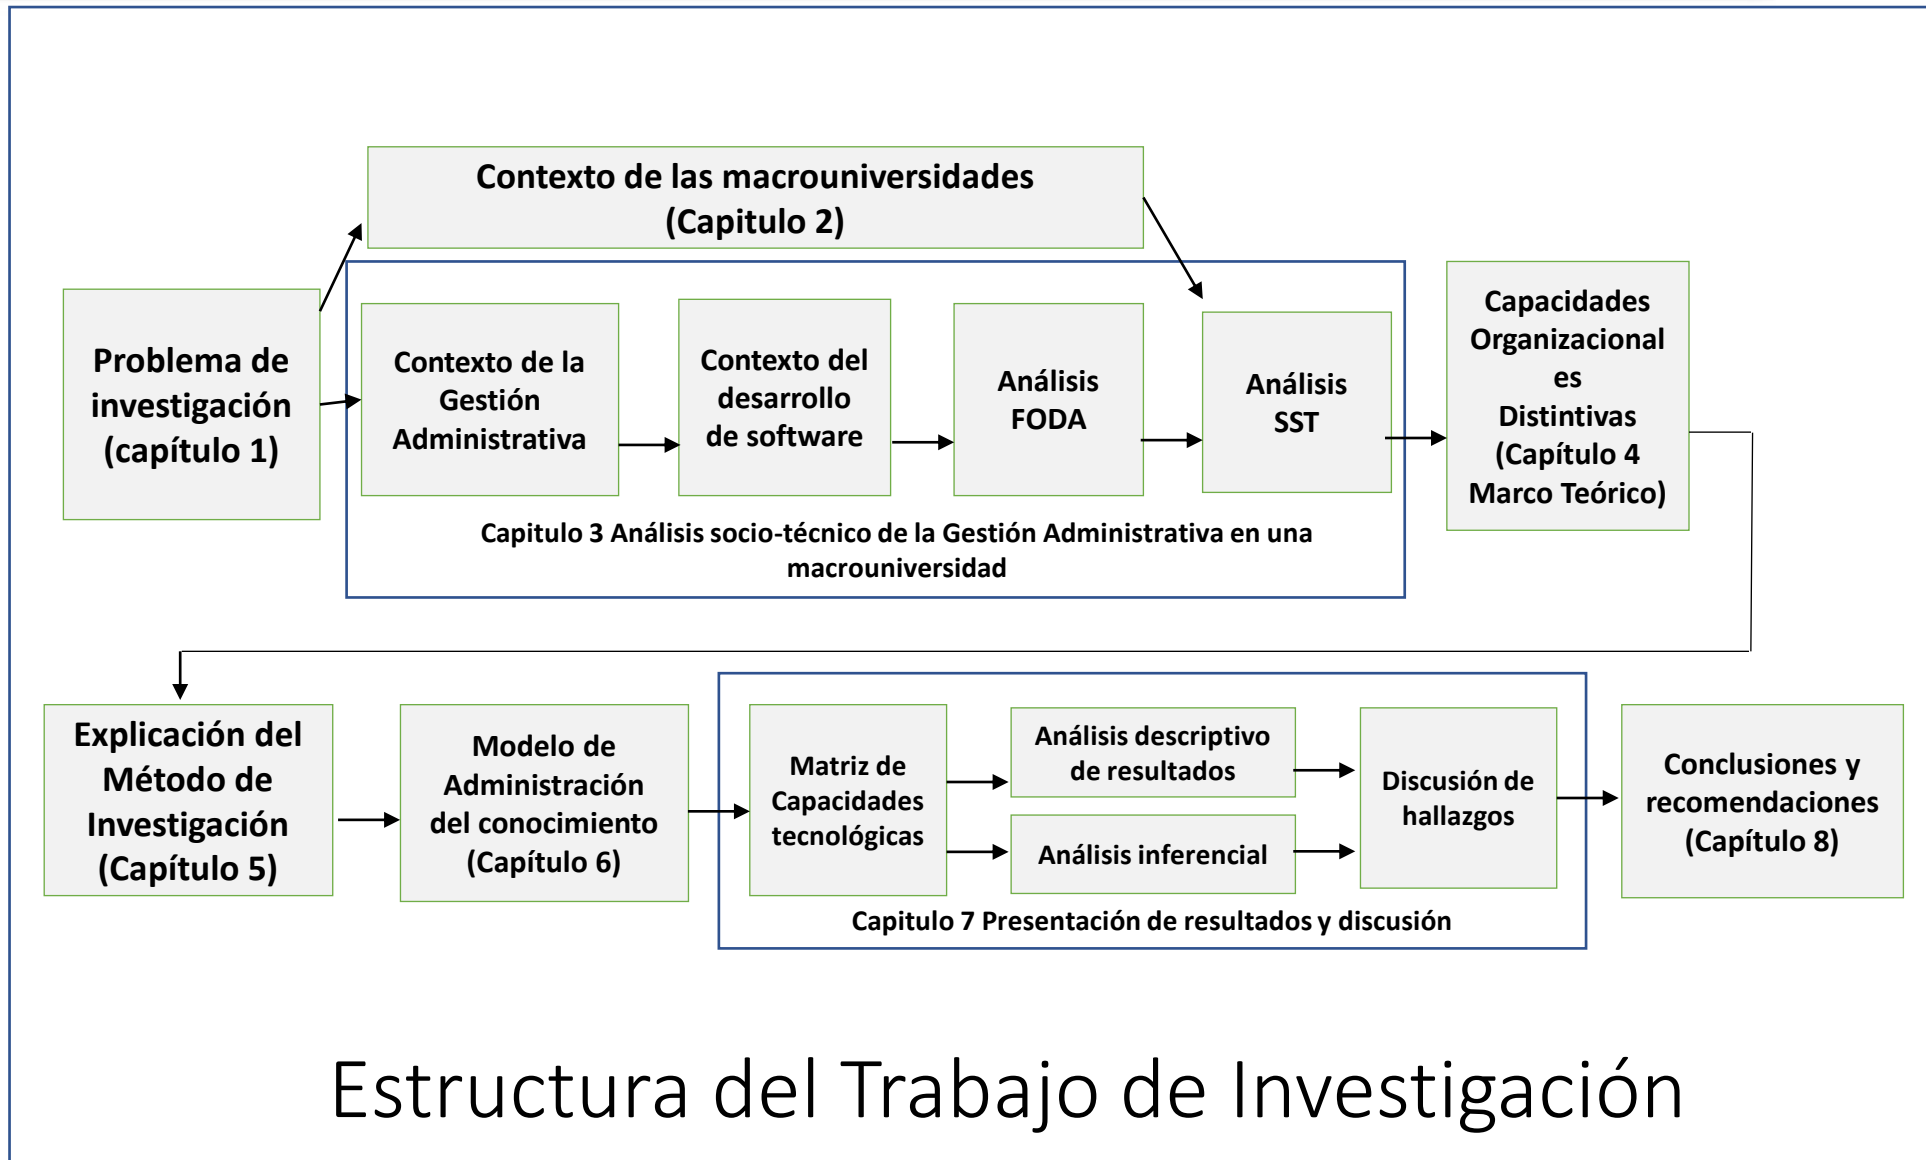 Contexto de las macrouniversidades
(Capitulo 2)
Problema de
investigación
(capítulo 1)
Contexto de la
Gestión
Administrativa
Contexto del
desarrollo
de software
Análisis
FODA
Análisis
SST
Capacidades
Organizacional
es
Distintivas
(Capítulo 4
Marco Teórico)
Capitulo 3 Análisis socio-técnico de la Gestión Administrativa en una
macrouniversidad
Explicación del
Método de
Investigación
(Capítulo 5)
Modelo de
Administración
del conocimiento
(Capítulo 6)
Matriz de
Capacidades
tecnológicas
Análisis descriptivo
de resultados
Análisis inferencial
Discusión de
hallazgos
Conclusiones y
recomendaciones
(Capítulo 8)
Capitulo 7 Presentación de resultados y discusión
Estructura del Trabajo de Investigación